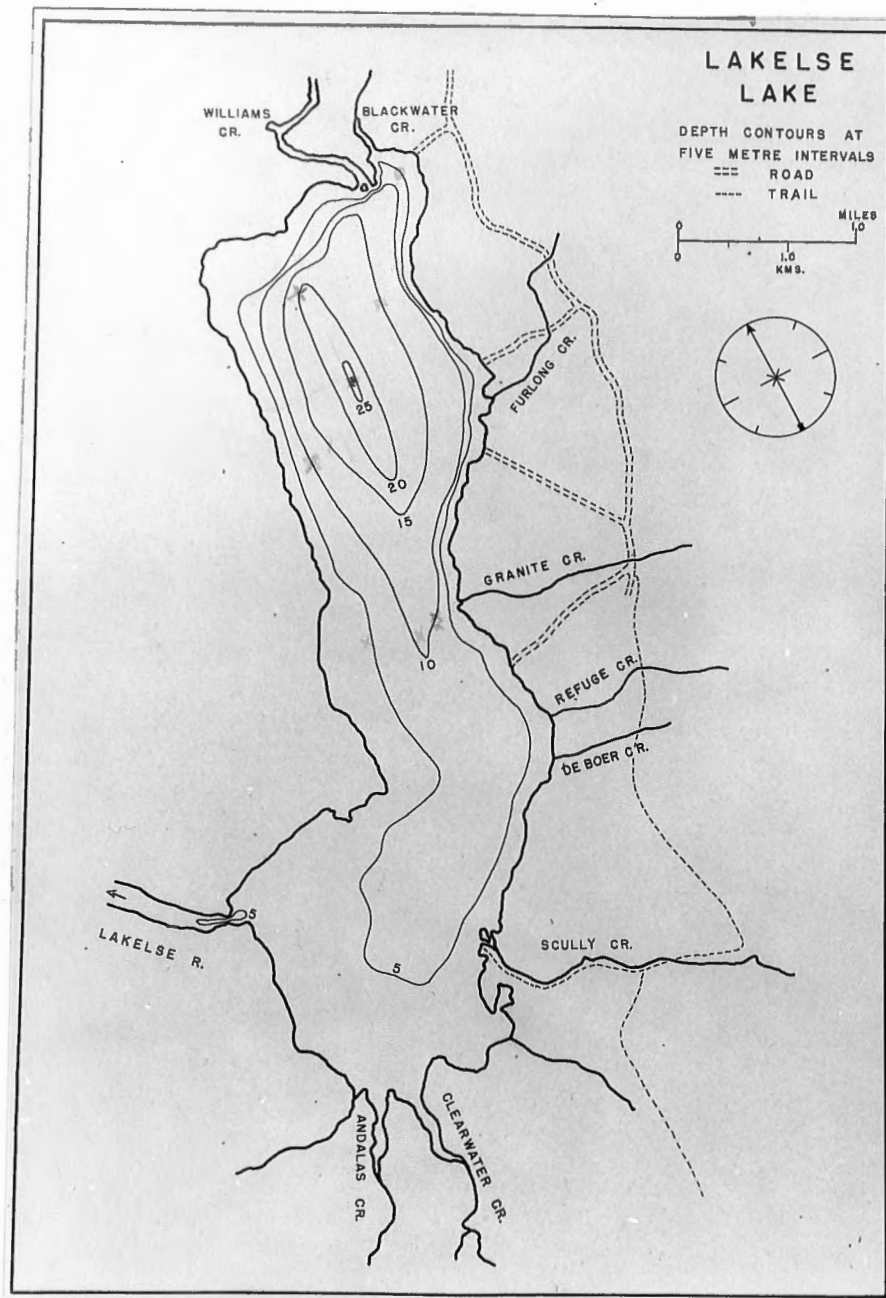 LAKELSE
LAKE
DEPTH CONTOURS AT
FIVE METRE INTERVALS
=== ROAD
---- TRAIL
MILES
0 1.0
0 1.0
KMS.
WILLIAMS
CR.
BLACKWATER
CR.
FURLONG CR.
25
20
15
GRANITE CR.
10
REFUGE CR.
DE BOER CR.
5
LAKELSE R.
SCULLY CR.
5
ANDALAS CR.
CLEARWATER CR.